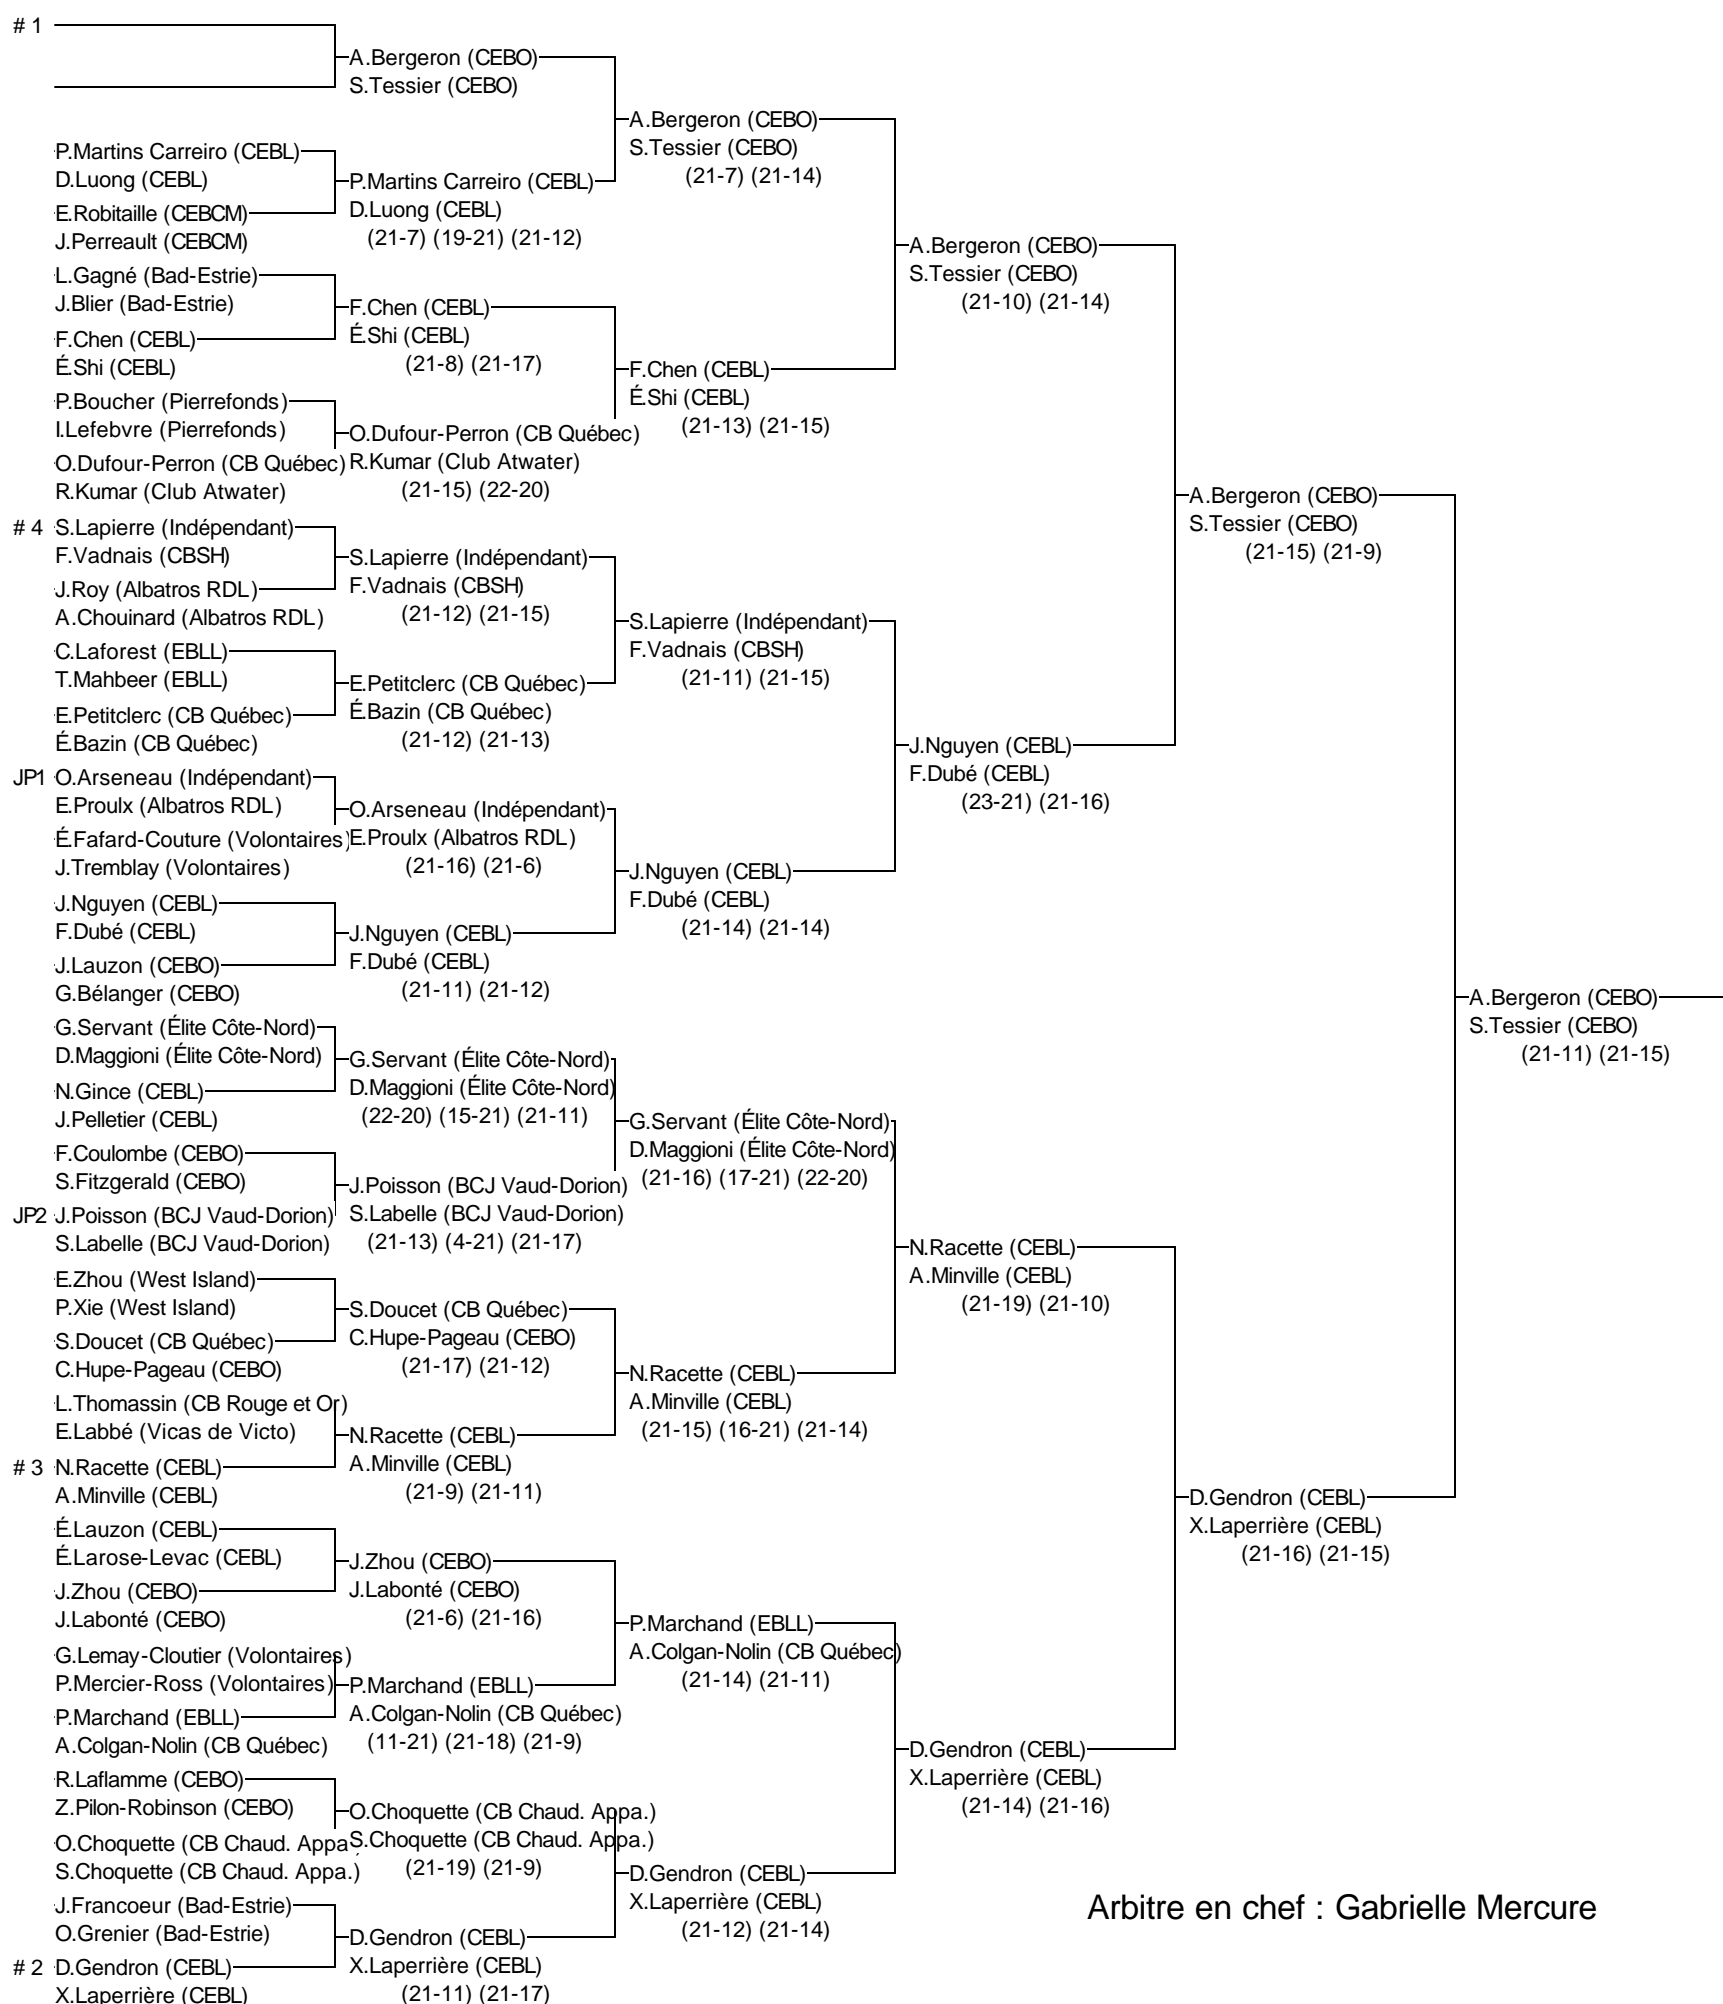 # 1
A.Bergeron (CEBO)
S.Tessier (CEBO)
P.Martins Carreiro (CEBL)
D.Luong (CEBL)
E.Robitaille (CEBCM)
J.Perreault (CEBCM)
L.Gagné (Bad-Estrie)
J.Blier (Bad-Estrie)
F.Chen (CEBL)
É.Shi (CEBL)
P.Boucher (Pierrefonds)
I.Lefebvre (Pierrefonds)
O.Dufour-Perron (CB Québec)
R.Kumar (Club Atwater)
# 4 S.Lapierre (Indépendant)
F.Vadnais (CBSH)
J.Roy (Albatros RDL)
A.Chouinard (Albatros RDL)
C.Laforest (EBLL)
T.Mahbeer (EBLL)
E.Petitclerc (CB Québec)
É.Bazin (CB Québec)
JP1 O.Arseneau (Indépendant)
E.Proulx (Albatros RDL)
É.Fafard-Couture (Volontaires)
J.Tremblay (Volontaires)
J.Nguyen (CEBL)
F.Dubé (CEBL)
J.Lauzon (CEBO)
G.Bélanger (CEBO)
G.Servant (Élite Côte-Nord)
D.Maggioni (Élite Côte-Nord)
N.Gince (CEBL)
J.Pelletier (CEBL)
F.Coulombe (CEBO)
S.Fitzgerald (CEBO)
JP2 J.Poisson (BCJ Vaud-Dorion)
S.Labelle (BCJ Vaud-Dorion)
E.Zhou (West Island)
P.Xie (West Island)
S.Doucet (CB Québec)
C.Hupe-Pageau (CEBO)
L.Thomassin (CB Rouge et Or)
E.Labbé (Vicas de Victo)
# 3 N.Racette (CEBL)
A.Minville (CEBL)
É.Lauzon (CEBL)
É.Larose-Levac (CEBL)
J.Zhou (CEBO)
J.Labonté (CEBO)
G.Lemay-Cloutier (Volontaires)
P.Mercier-Ross (Volontaires)
P.Marchand (EBLL)
A.Colgan-Nolin (CB Québec)
R.Laflamme (CEBO)
Z.Pilon-Robinson (CEBO)
O.Choquette (CB Chaud. Appa.
S.Choquette (CB Chaud. Appa.)
J.Francoeur (Bad-Estrie)
O.Grenier (Bad-Estrie)
# 2 D.Gendron (CEBL)
X.Laperrière (CEBL)
P.Martins Carreiro (CEBL)
D.Luong (CEBL)
(21-7) (19-21) (21-12)
F.Chen (CEBL)
É.Shi (CEBL)
(21-8) (21-17)
O.Dufour-Perron (CB Québec)
R.Kumar (Club Atwater)
(21-15) (22-20)
S.Lapierre (Indépendant)
F.Vadnais (CBSH)
(21-12) (21-15)
E.Petitclerc (CB Québec)
É.Bazin (CB Québec)
(21-12) (21-13)
O.Arseneau (Indépendant)
E.Proulx (Albatros RDL)
(21-16) (21-6)
J.Nguyen (CEBL)
F.Dubé (CEBL)
(21-11) (21-12)
G.Servant (Élite Côte-Nord)
D.Maggioni (Élite Côte-Nord)
(22-20) (15-21) (21-11)
J.Poisson (BCJ Vaud-Dorion)
S.Labelle (BCJ Vaud-Dorion)
(21-13) (4-21) (21-17)
S.Doucet (CB Québec)
C.Hupe-Pageau (CEBO)
(21-17) (21-12)
N.Racette (CEBL)
A.Minville (CEBL)
(21-9) (21-11)
J.Zhou (CEBO)
J.Labonté (CEBO)
(21-6) (21-16)
P.Marchand (EBLL)
A.Colgan-Nolin (CB Québec)
(11-21) (21-18) (21-9)
O.Choquette (CB Chaud. Appa.)
S.Choquette (CB Chaud. Appa.)
(21-19) (21-9)
D.Gendron (CEBL)
X.Laperrière (CEBL)
(21-11) (21-17)
A.Bergeron (CEBO)
S.Tessier (CEBO)
(21-7) (21-14)
F.Chen (CEBL)
É.Shi (CEBL)
(21-13) (21-15)
S.Lapierre (Indépendant)
F.Vadnais (CBSH)
(21-11) (21-15)
J.Nguyen (CEBL)
F.Dubé (CEBL)
(21-14) (21-14)
G.Servant (Élite Côte-Nord)
D.Maggioni (Élite Côte-Nord)
(21-16) (17-21) (22-20)
N.Racette (CEBL)
A.Minville (CEBL)
(21-15) (16-21) (21-14)
P.Marchand (EBLL)
A.Colgan-Nolin (CB Québec)
(21-14) (21-11)
D.Gendron (CEBL)
X.Laperrière (CEBL)
(21-12) (21-14)
A.Bergeron (CEBO)
S.Tessier (CEBO)
(21-10) (21-14)
J.Nguyen (CEBL)
F.Dubé (CEBL)
(23-21) (21-16)
N.Racette (CEBL)
A.Minville (CEBL)
(21-19) (21-10)
D.Gendron (CEBL)
X.Laperrière (CEBL)
(21-14) (21-16)
A.Bergeron (CEBO)
S.Tessier (CEBO)
(21-15) (21-9)
D.Gendron (CEBL)
X.Laperrière (CEBL)
(21-16) (21-15)
A.Bergeron (CEBO)
S.Tessier (CEBO)
(21-11) (21-15)
Arbitre en chef : Gabrielle Mercure